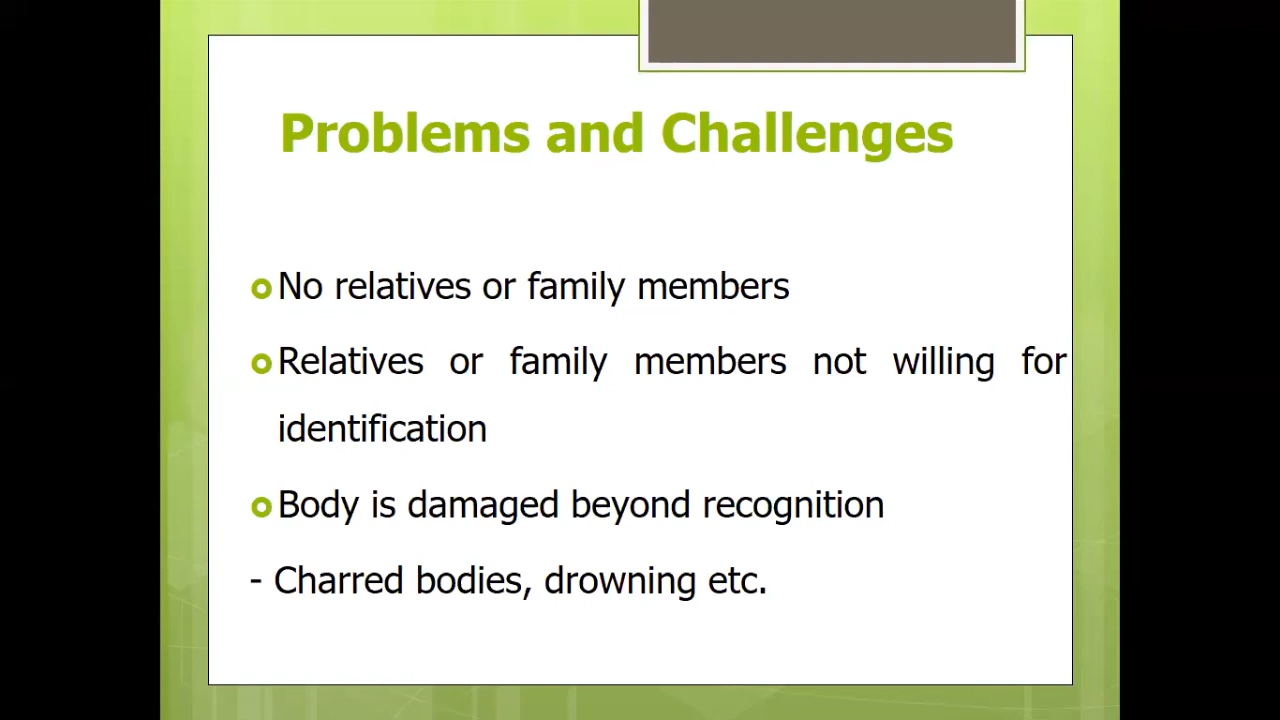 Problems and Challenges
No relatives or family members
Relatives or family members not willing for
identification
Body is damaged beyond recognition
- Charred bodies, drowning etc.